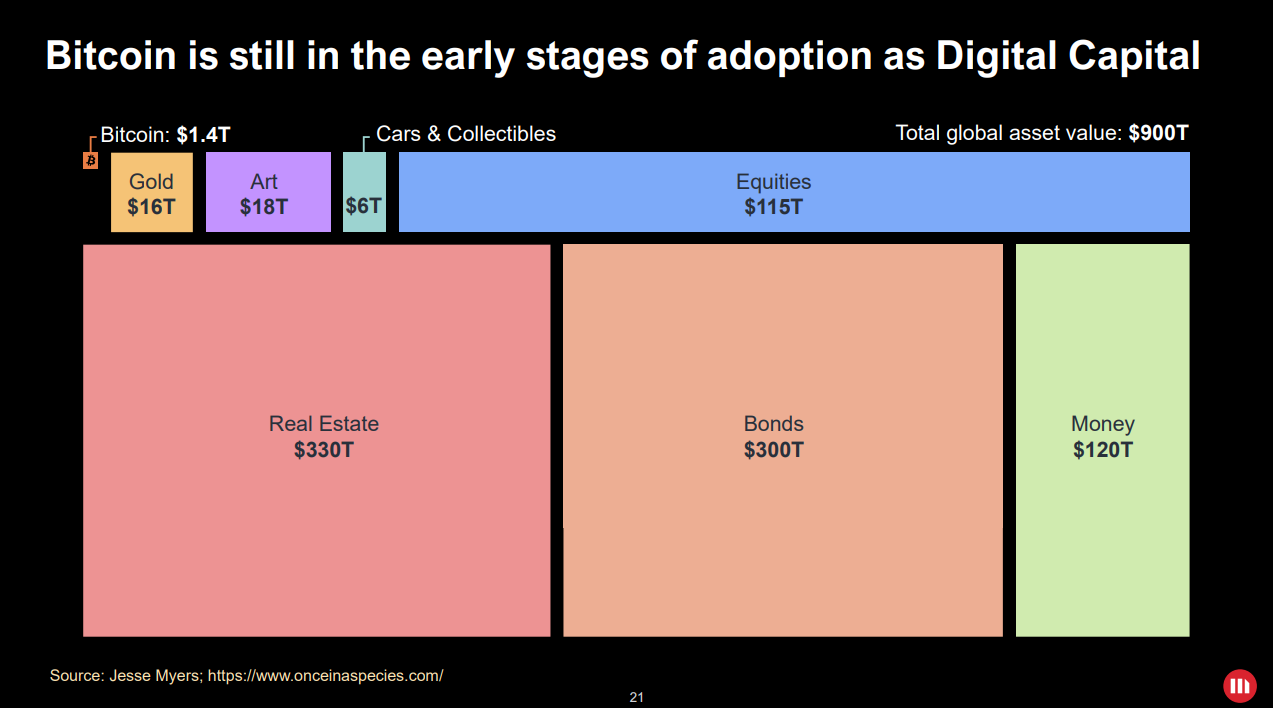 Bitcoin is still in the early stages of adoption as Digital Capital
Bitcoin: $1.4T
Cars & Collectibles
Total global asset value: $900T
Gold
$16T
Art
$18T
$6T
Equities
$115T
Real Estate
$330T
Bonds
$300T
Money
$120T
Source: Jesse Myers; https://www.onceinaspecies.com/
21